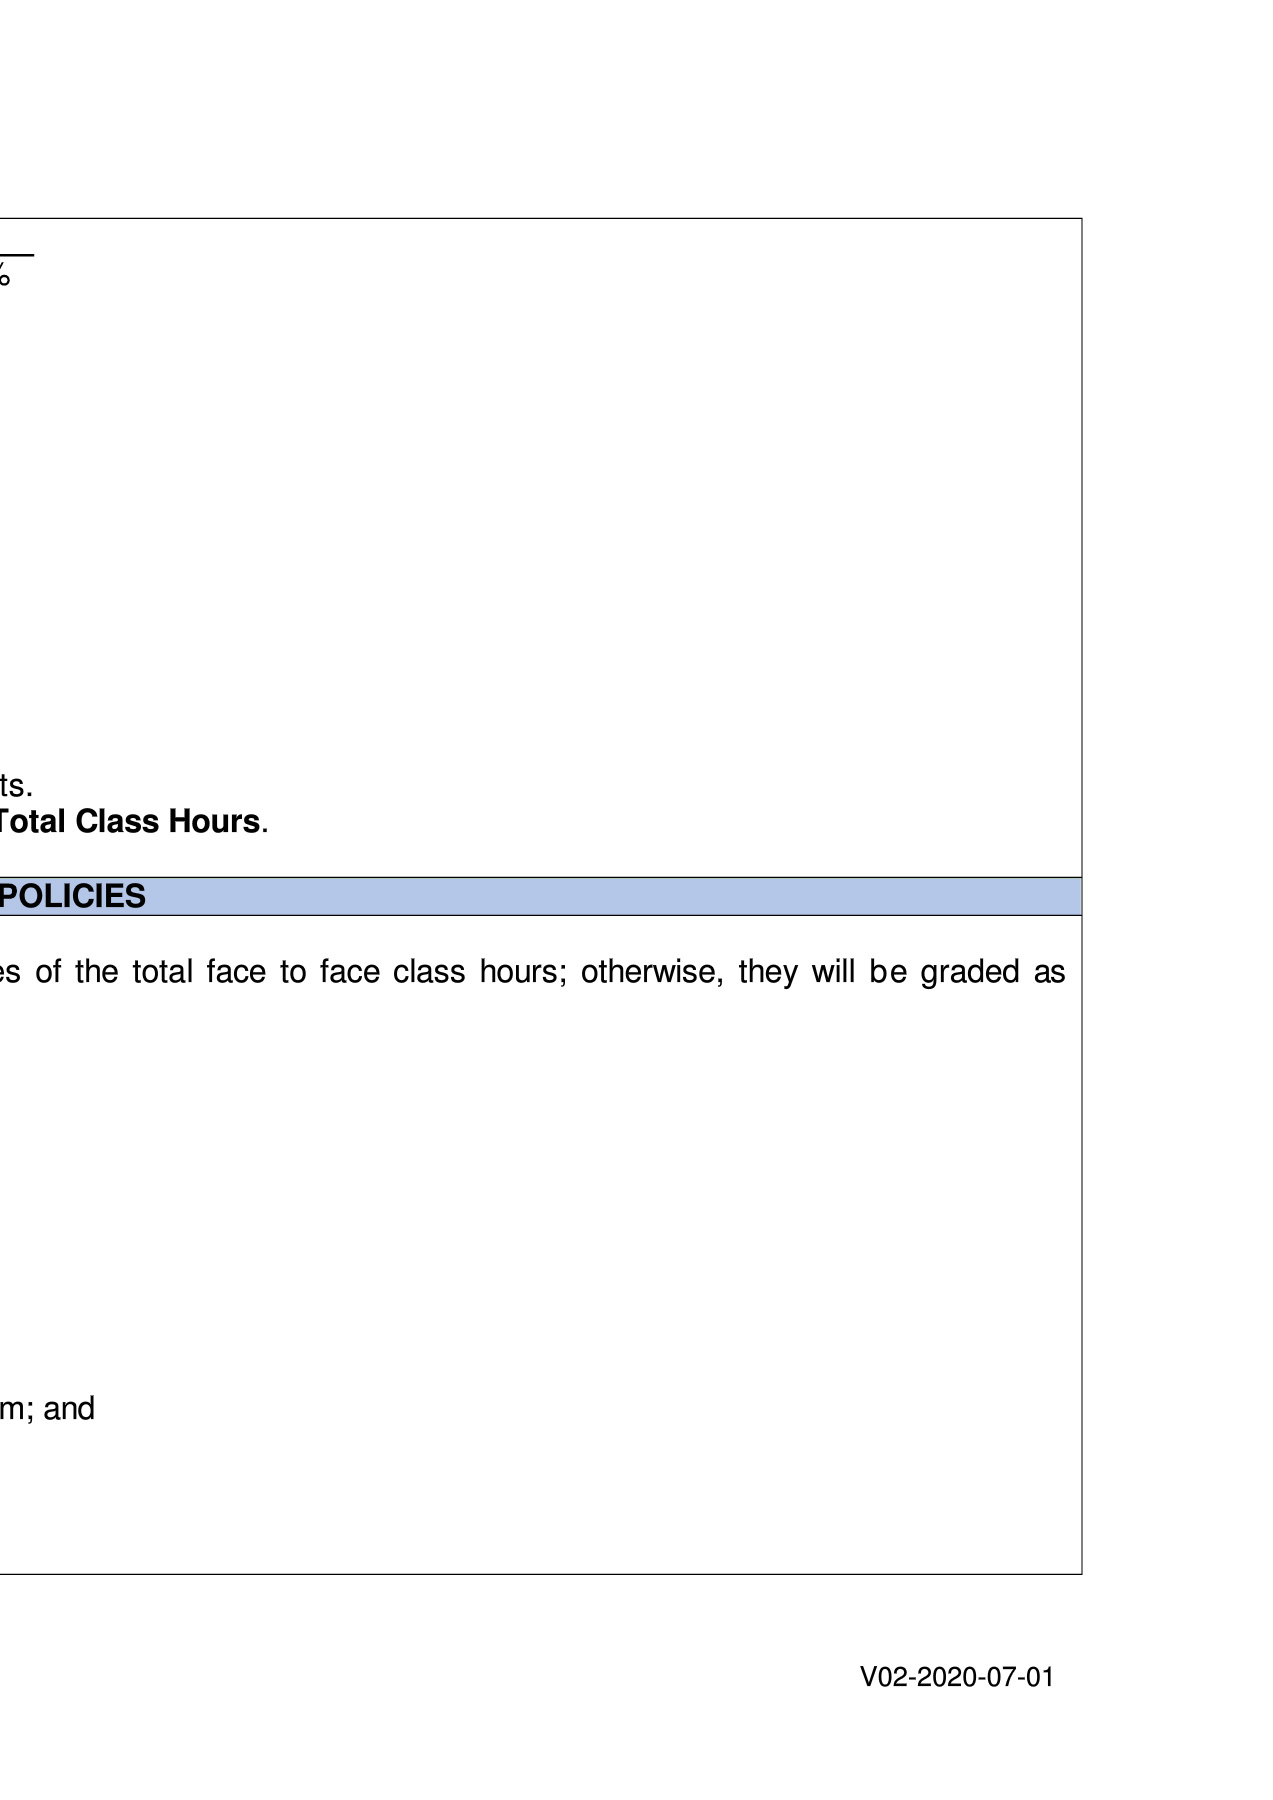 %
ts.
Total Class Hours.
POLICIES
es of the total face to face class hours; otherwise, they will be graded as
m; and
V02-2020-07-01